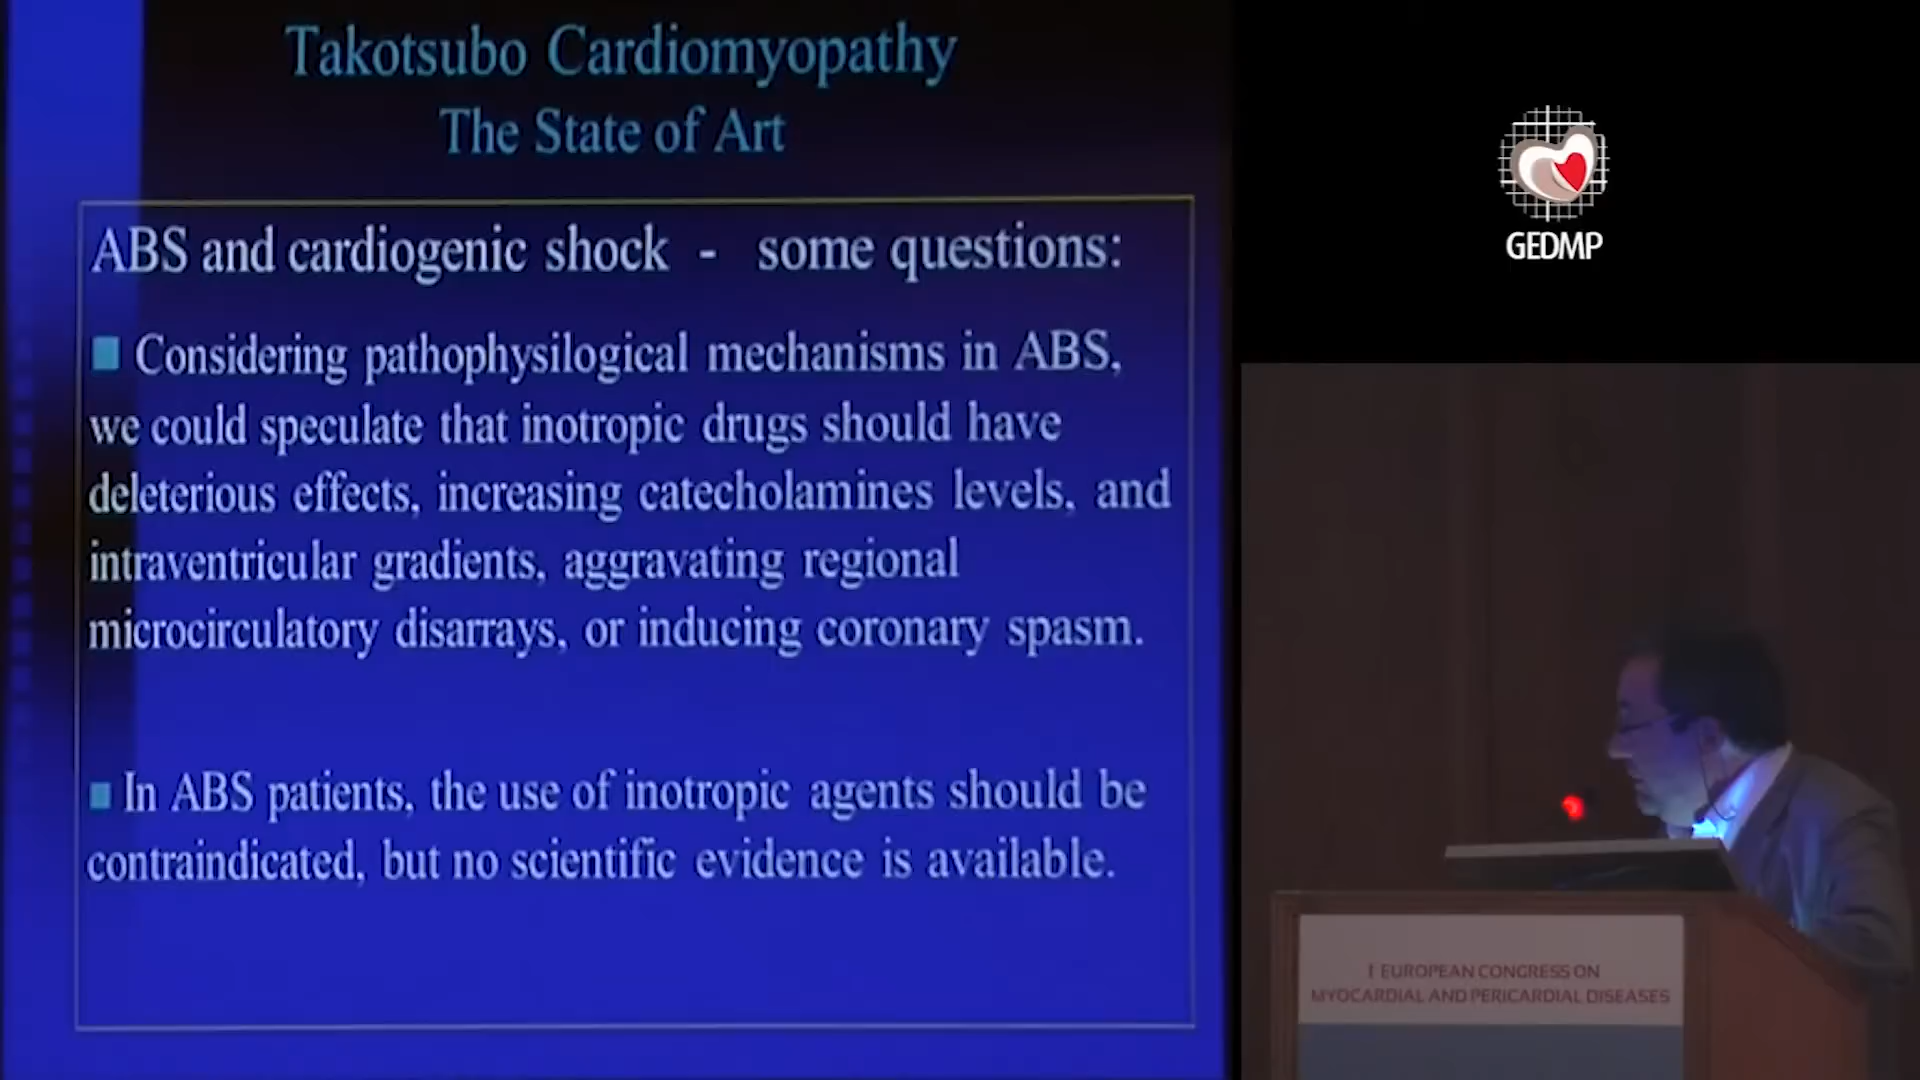 Takotsubo Cardiomyopathy
The State of Art
ABS and cardiogenic shock - some questions:
Considering pathophysilogical mechanisms in ABS,
we could speculate that inotropic drugs should have
deleterious effects, increasing catecholamines levels, and
intraventricular gradients, aggravating regional
microcirculatory disarrays, or inducing coronary spasm.
In ABS patients, the use of inotropic agents should be
contraindicated, but no scientific evidence is available.
GEDMP
I EUROPEAN CONGRESS ON
MYOCARDIAL AND PERICARDIAL DISEASES